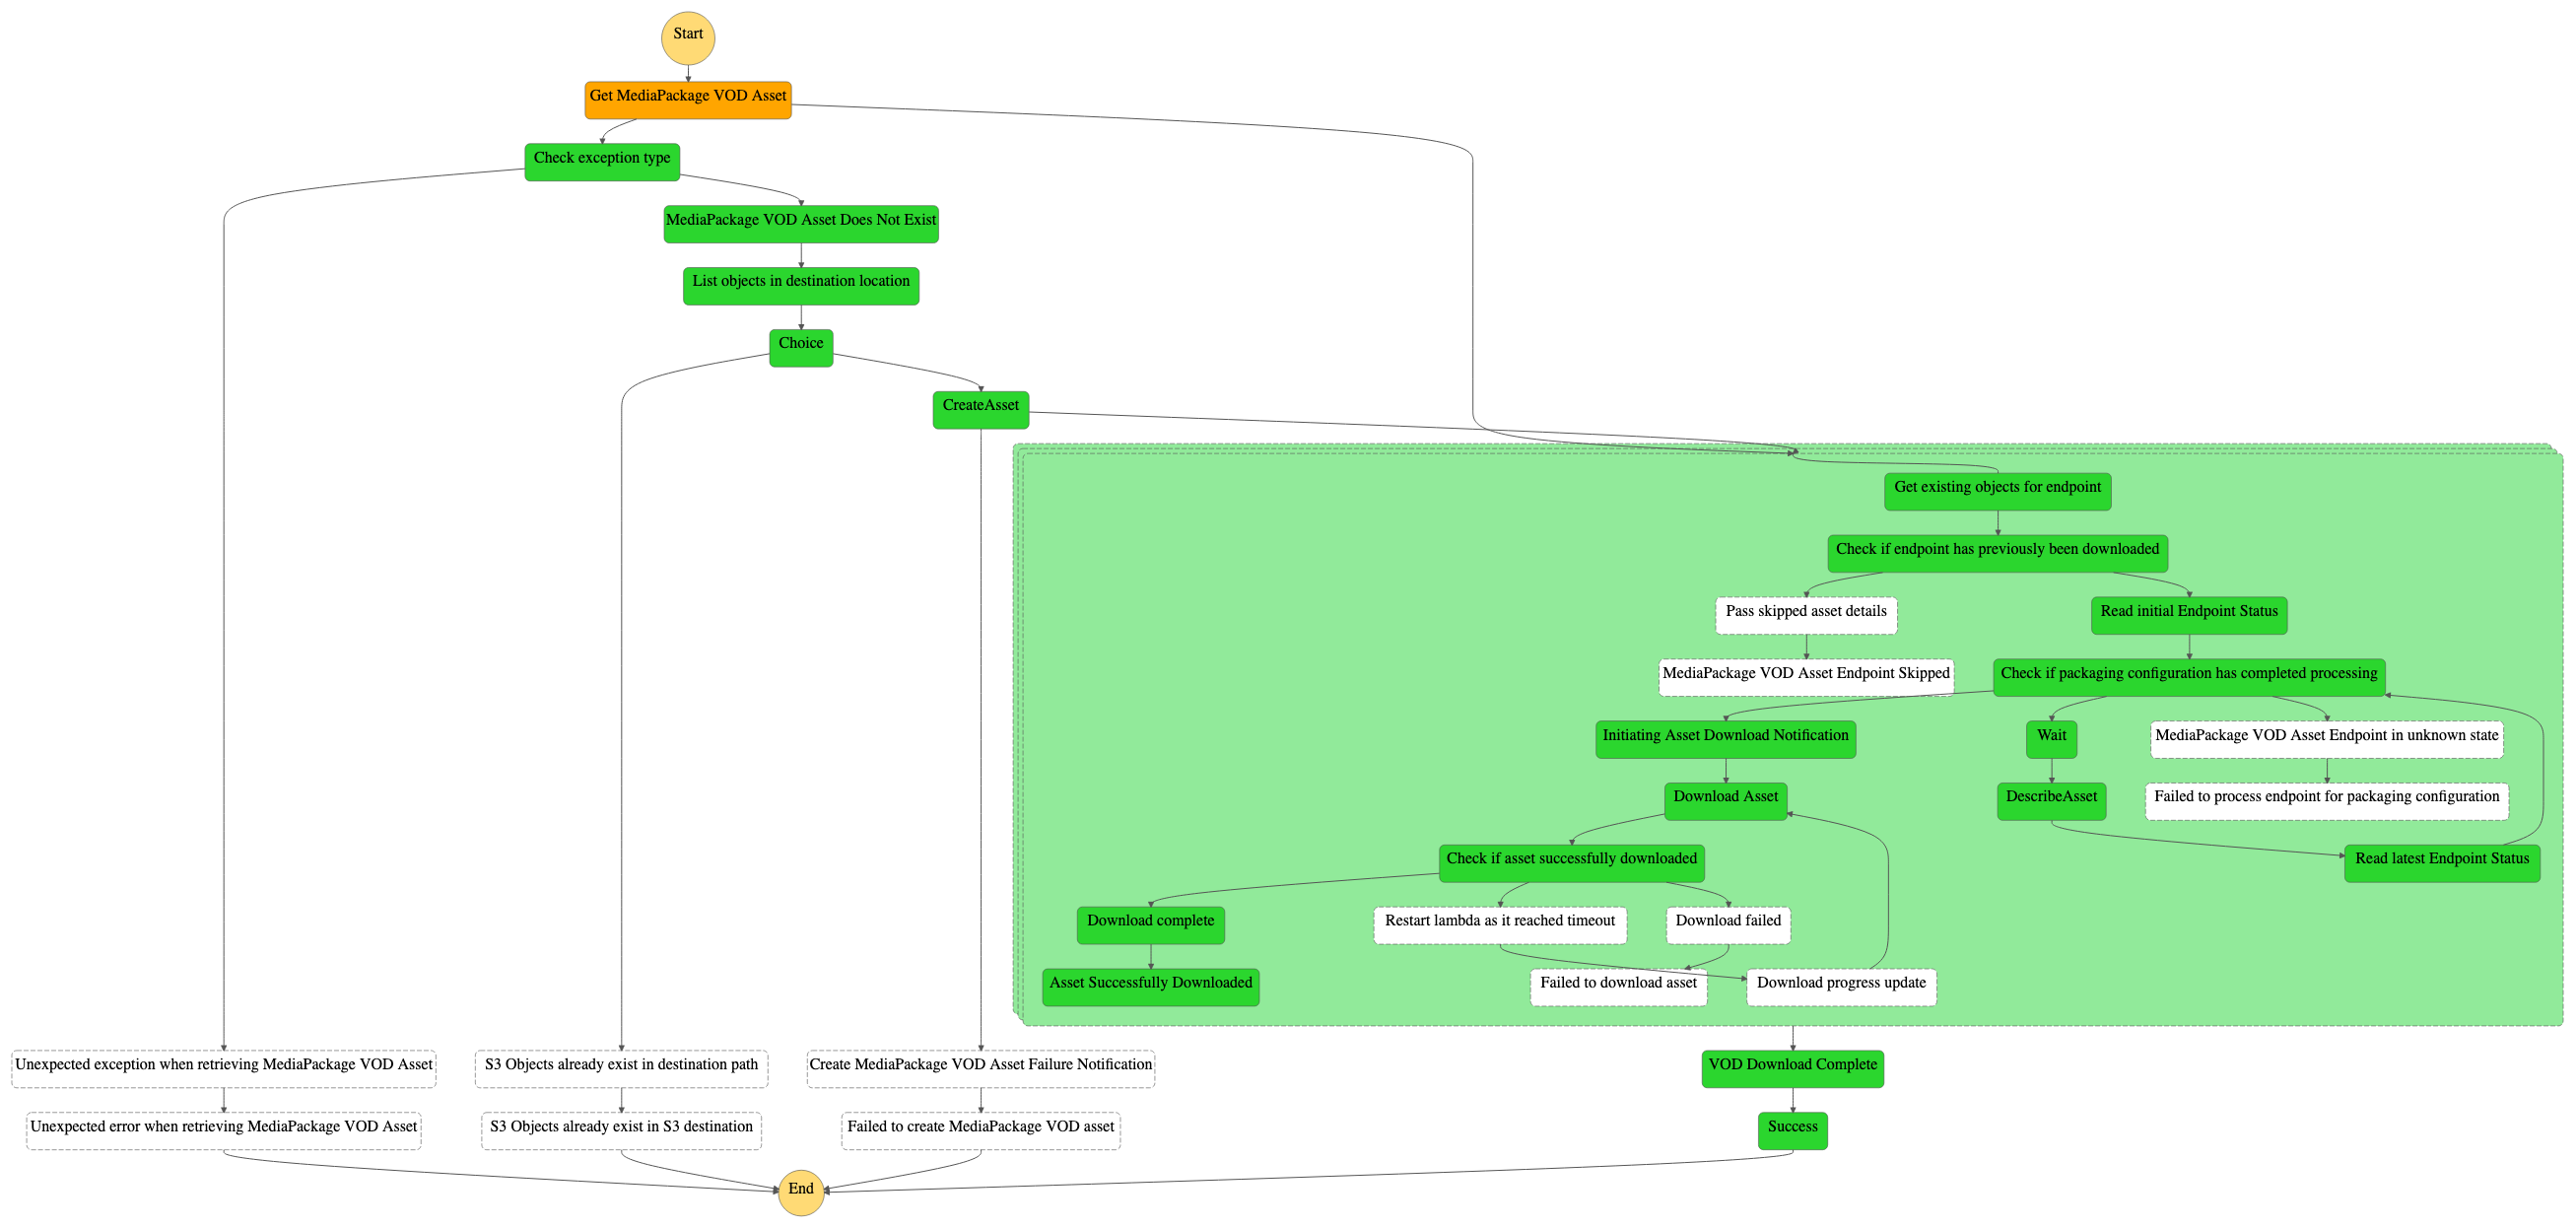 Start
Get MediaPackage VOD Asset
Check exception type
MediaPackage VOD Asset Does Not Exist
List objects in destination location
Choice
CreateAsset
Get existing objects for endpoint
Check if endpoint has previously been downloaded
Pass skipped asset details
Read initial Endpoint Status
MediaPackage VOD Asset Endpoint Skipped
Check if packaging configuration has completed processing
Initiating Asset Download Notification
Wait
MediaPackage VOD Asset Endpoint in unknown state
Download Asset
DescribeAsset
Failed to process endpoint for packaging configuration
Check if asset successfully downloaded
Read latest Endpoint Status
Download complete
Restart lambda as it reached timeout
Download failed
Asset Successfully Downloaded
Failed to download asset
Download progress update
Unexpected exception when retrieving MediaPackage VOD Asset
S3 Objects already exist in destination path
Create MediaPackage VOD Asset Failure Notification
VOD Download Complete
Unexpected error when retrieving MediaPackage VOD Asset
S3 Objects already exist in S3 destination
Failed to create MediaPackage VOD asset
Success
End